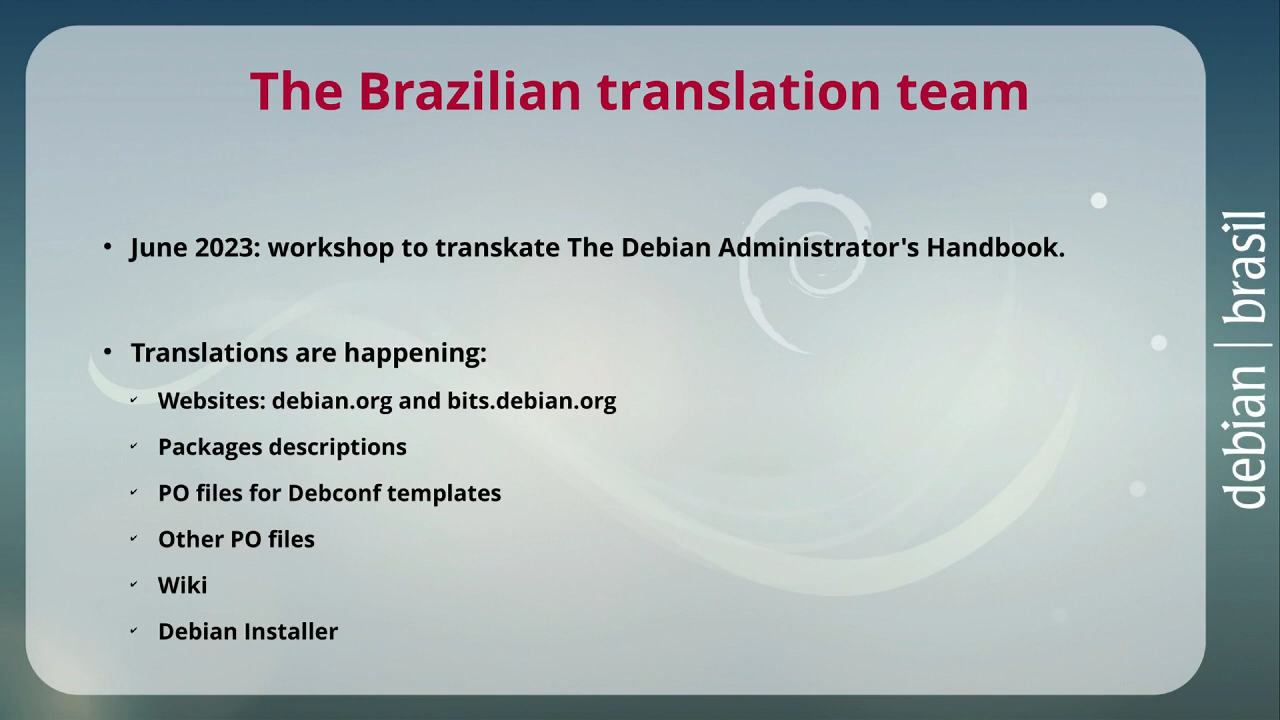 The Brazilian translation team
• June 2023: workshop to transkate The Debian Administrator's Handbook.
• Translations are happening:
✔ Websites: debian.org and bits.debian.org
✔ Packages descriptions
✔ PO files for Debconf templates
✔ Other PO files
✔ Wiki
✔ Debian Installer
debian | brasil